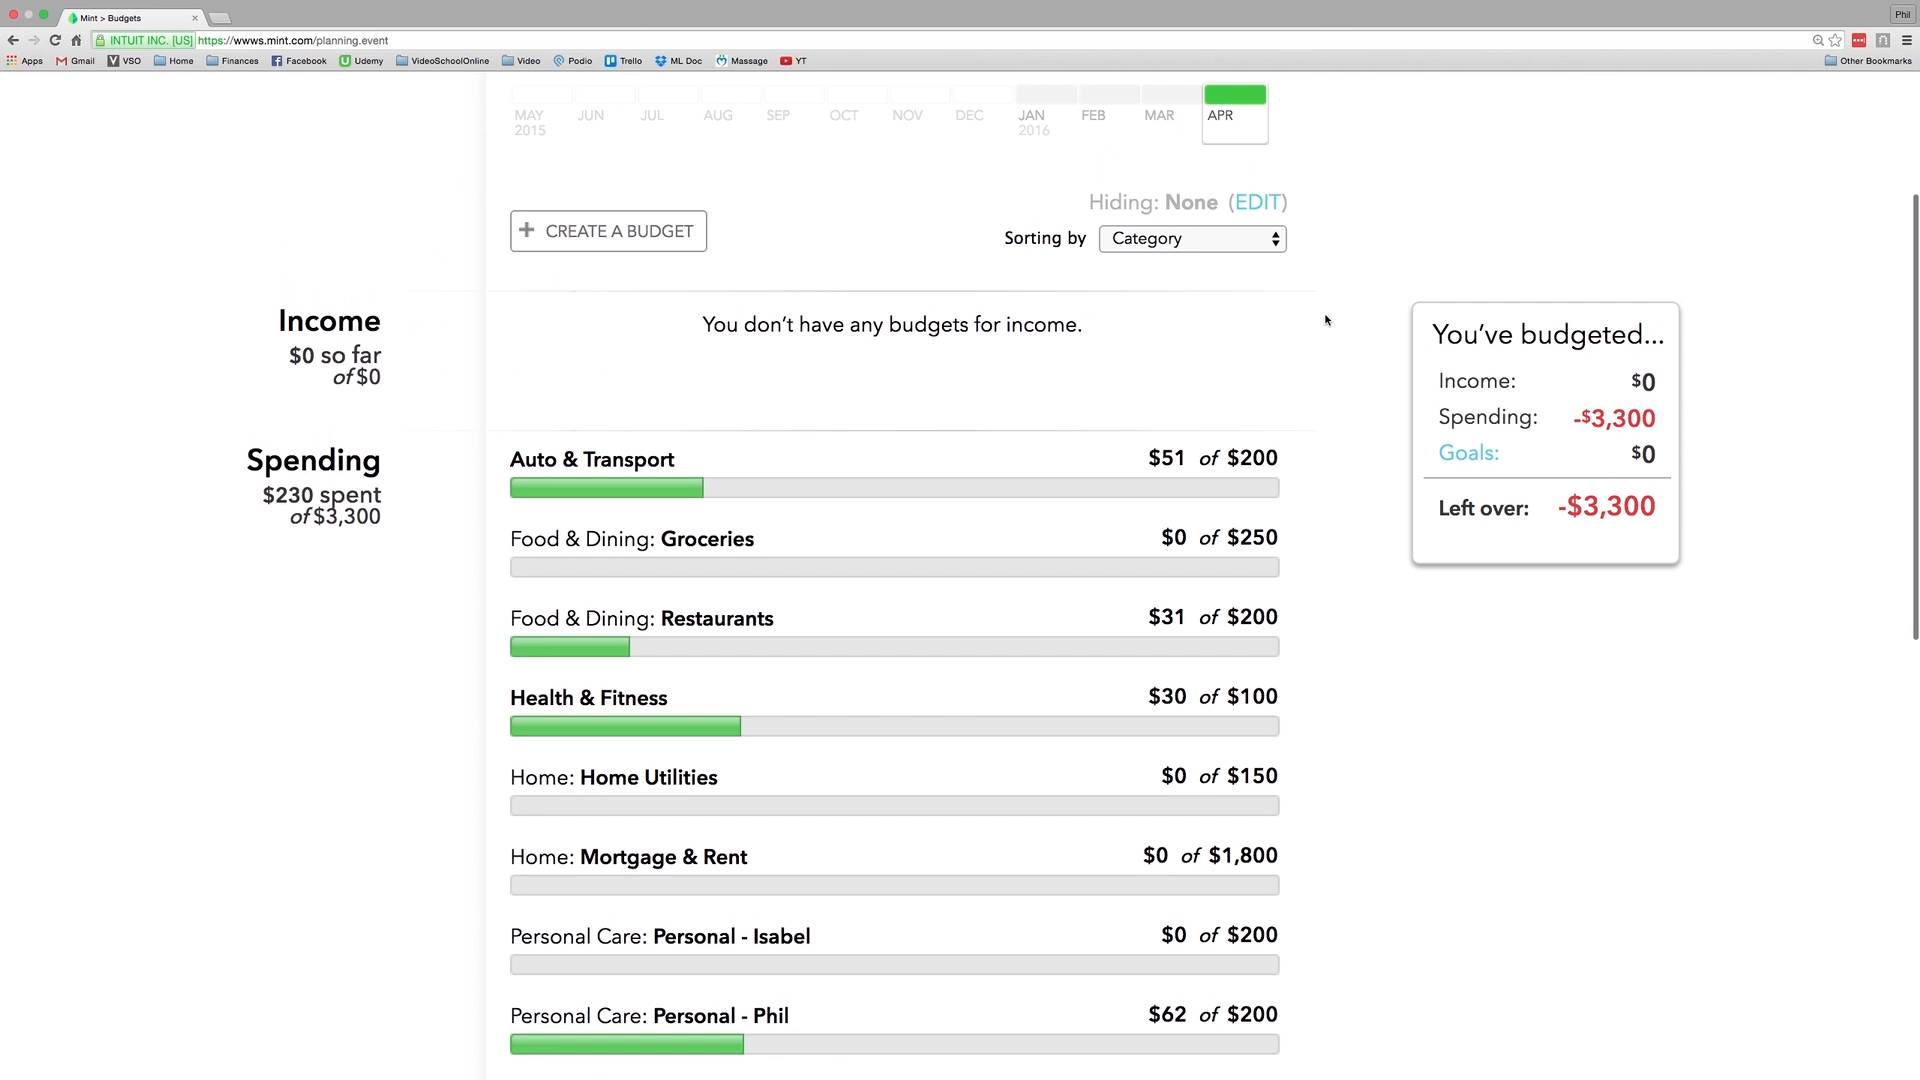 Mint > Budgets
Phil
INTUIT INC. [US] https://wwws.mint.com/planning.event
Apps Gmail VSO Home Finances Facebook Udemy VideoSchoolOnline Video Podio Trello ML Doc Massage YT Other Bookmarks
MAY JUN JUL AUG SEP OCT NOV DEC JAN FEB MAR APR
2015 2016
Hiding: None (EDIT)
+ CREATE A BUDGET
Sorting by Category
Income
$0 so far
of $0
You don't have any budgets for income.
You've budgeted...
Income: $0
Spending: -$3,300
Goals: $0
Left over: -$3,300
Spending
$230 spent
of $3,300
Auto & Transport $51 of $200
Food & Dining: Groceries $0 of $250
Food & Dining: Restaurants $31 of $200
Health & Fitness $30 of $100
Home: Home Utilities $0 of $150
Home: Mortgage & Rent $0 of $1,800
Personal Care: Personal - Isabel $0 of $200
Personal Care: Personal - Phil $62 of $200